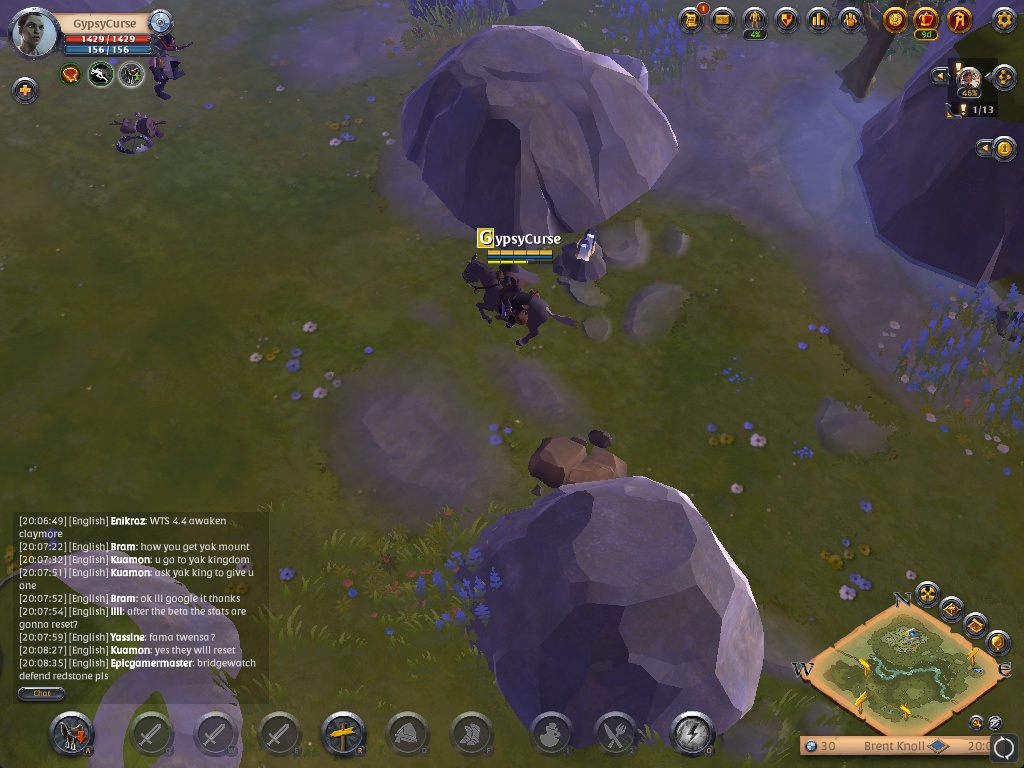 GypsyCurse
1429 / 1429
156 / 156
1
4%
9d
46%
1/13
GypsyCurse
[20:06:49] [English] Enikraz: WTS 4.4 awaken
claymore
[20:07:22] [English] Bram: how you get yak mount
[20:07:32] [English] Kuamon: u go to yak kingdom
[20:07:51] [English] Kuamon: ask yak king to give u
one
[20:07:52] [English] Bram: ok ill google it thanks
[20:07:54] [English] Illi: after the beta the stats are
gonna reset?
[20:07:59] [English] Yassine: fama twensa?
[20:08:27] [English] Kuamon: yes they will reset
[20:08:35] [English] Epicgamermaster: bridgewatch
defend redstone pls
Chat
N
W
E
A
R
30 Brent Knoll